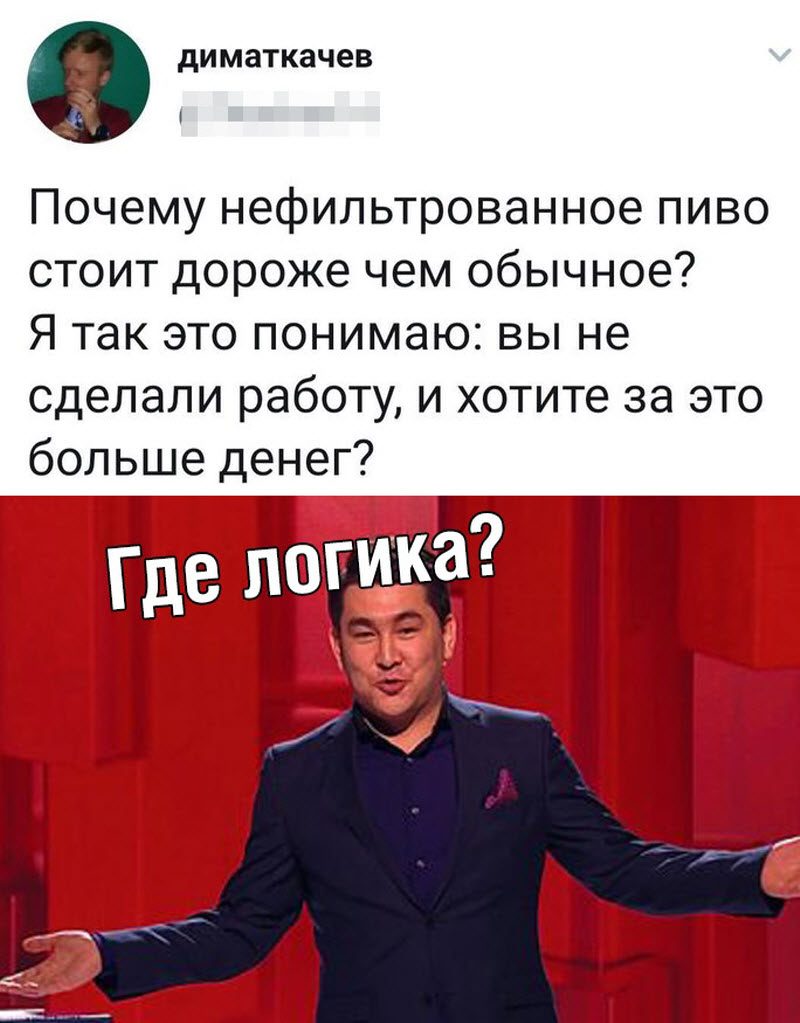 диматкачев
Почему нефильтрованное пиво
стоит дороже чем обычное?
Я так это понимаю: вы не
сделали работу, и хотите за это
больше денег?
Где логика?